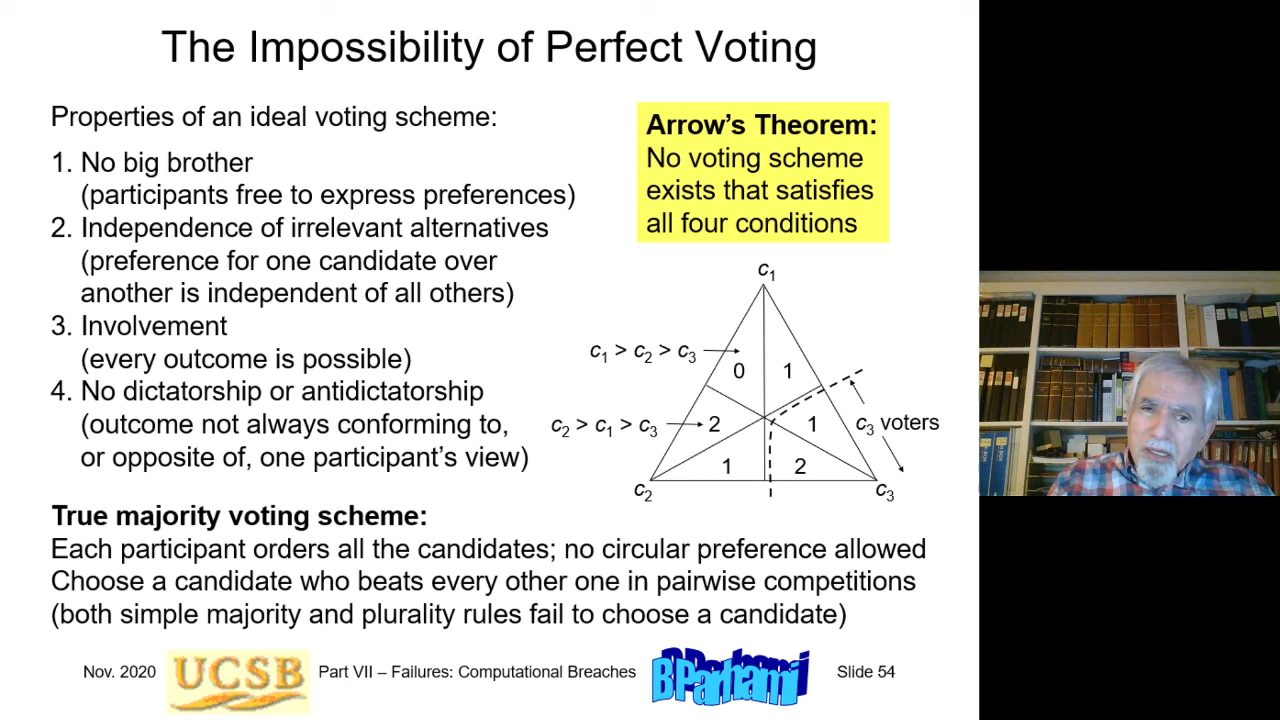 The Impossibility of Perfect Voting
Properties of an ideal voting scheme:
1. No big brother
(participants free to express preferences)
2. Independence of irrelevant alternatives
(preference for one candidate over
another is independent of all others)
3. Involvement
(every outcome is possible)
4. No dictatorship or antidictatorship
(outcome not always conforming to,
or opposite of, one participant's view)
Arrow's Theorem:
No voting scheme
exists that satisfies
all four conditions
c1
c1 > c2 > c3
0 1
c2 > c1 > c3
2 1
c3 voters
1 2
c2 c3
True majority voting scheme:
Each participant orders all the candidates; no circular preference allowed
Choose a candidate who beats every other one in pairwise competitions
(both simple majority and plurality rules fail to choose a candidate)
Nov. 2020 UCSB Part VII – Failures: Computational Breaches B Parhami Slide 54